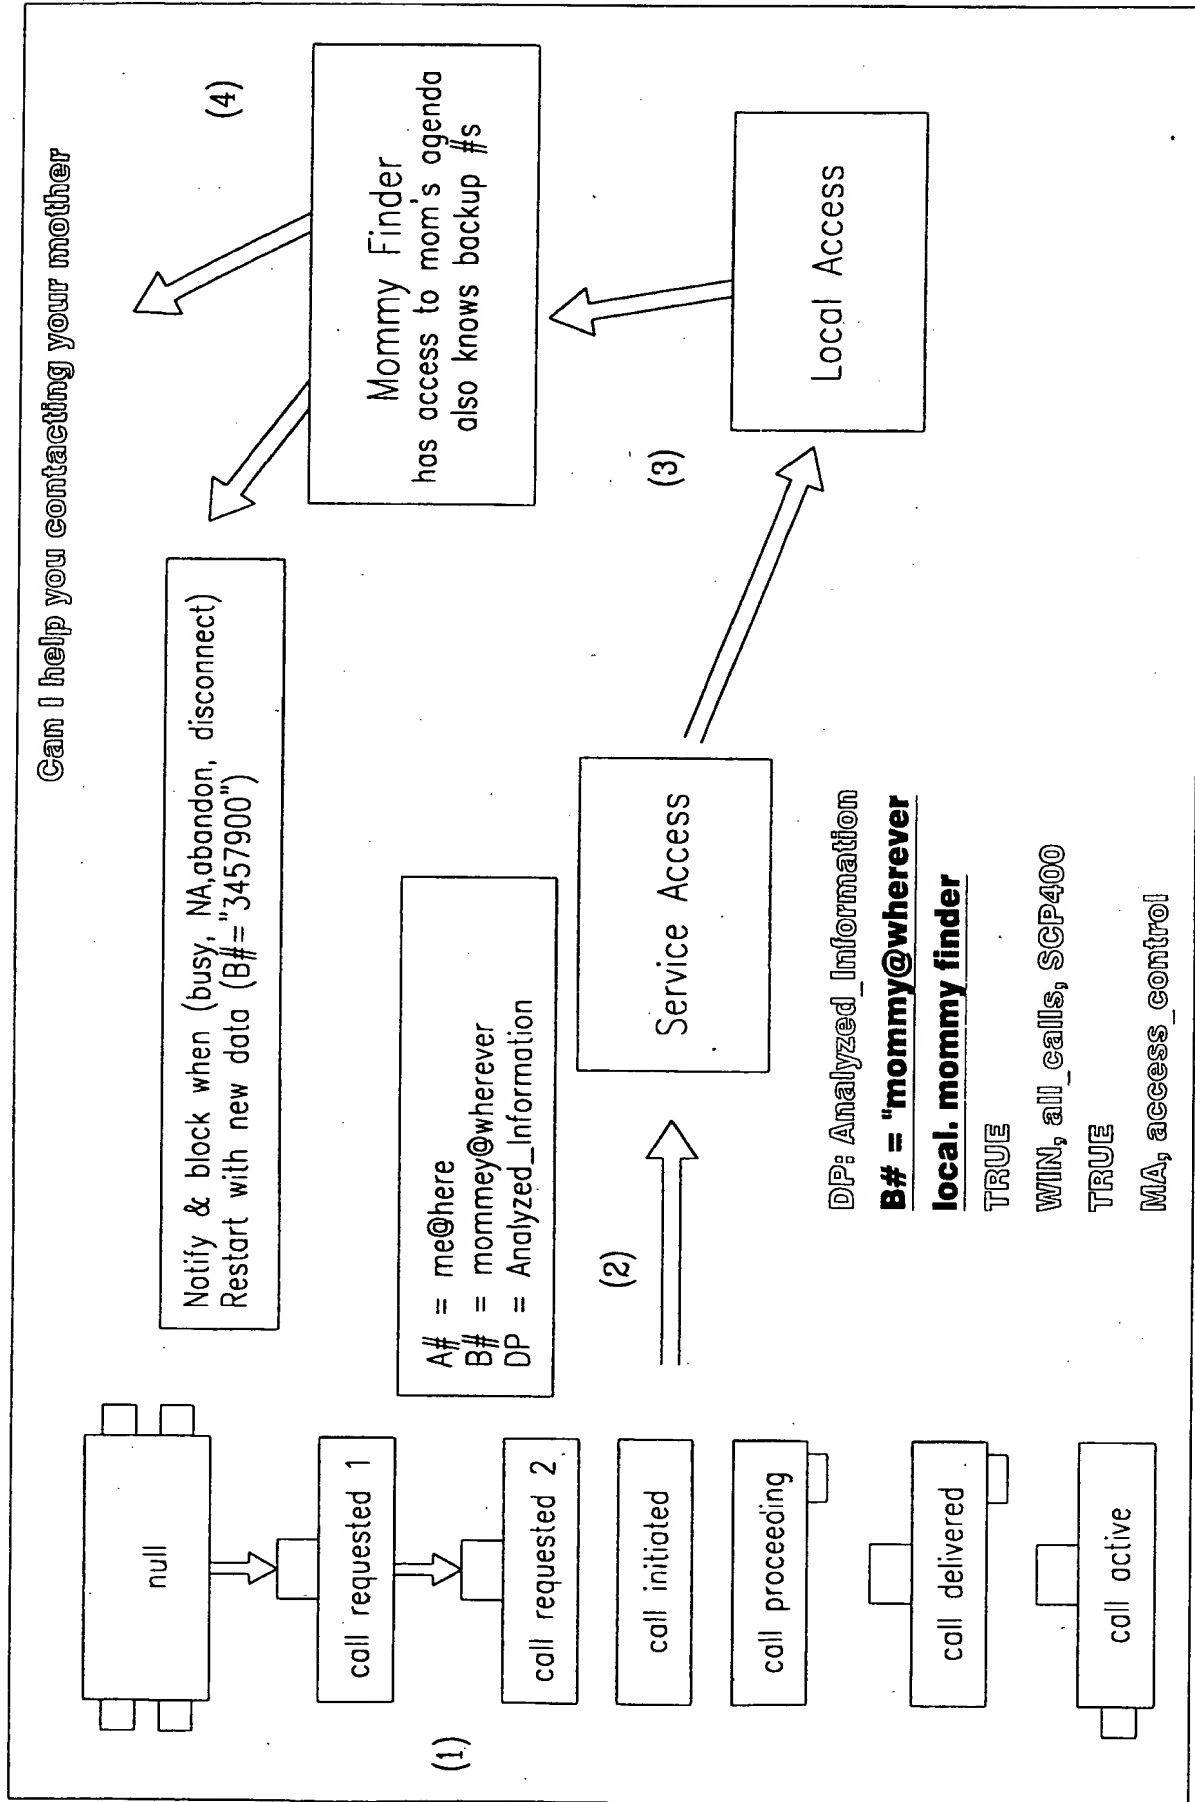 Can I help you contacting your mother
null
call requested 1
call requested 2
call initiated
call proceeding
call delivered
call active
(1)
Notify & block when (busy, NA,abandon, disconnect)
Restart with new data (B#="3457900")
A# = me@here
B# = mommey@wherever
DP = Analyzed_Information
(2)
Service Access
DP: Analyzed_Information
B# = "mommy@wherever
local. mommy finder
TRUE
WIN, all_calls, SCP400
TRUE
MA, access_control
(3)
Local Access
Mommy Finder
has access to mom's agenda
also knows backup #s
(4)